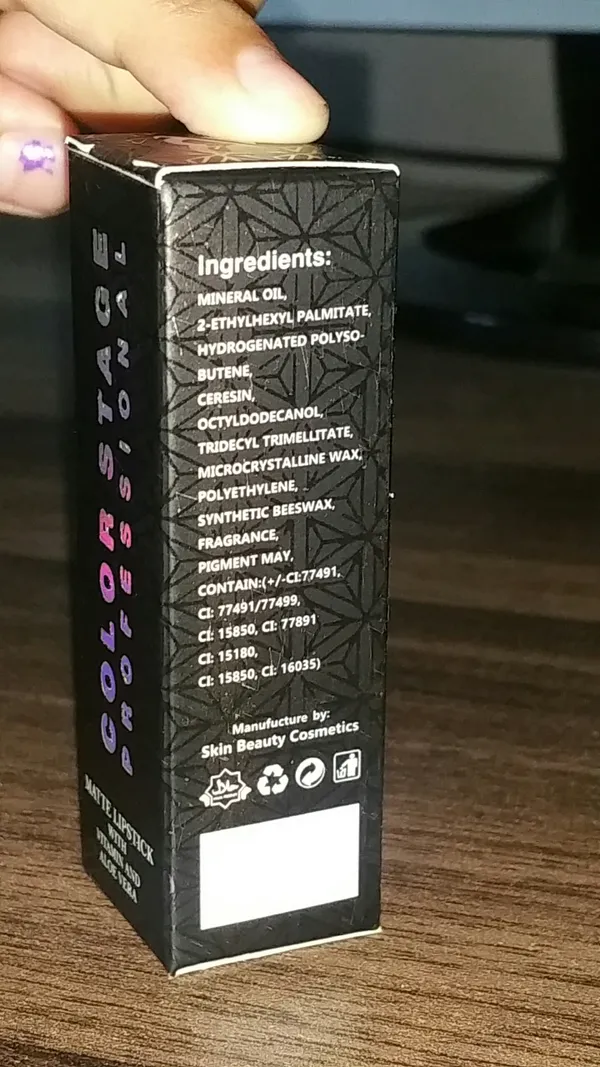 COLORSTAGE
PROFESSIONAL
MATTE LIPSTICK
WITH
VITAMIN AND
ALOE VERA
Ingredients:
MINERAL OIL,
2-ETHYLHEXYL PALMITATE,
HYDROGENATED POLYSO-
BUTENE,
CERESIN,
OCTYLDODECANOL,
TRIDECYL TRIMELLITATE,
MICROCRYSTALLINE WAX,
POLYETHYLENE,
SYNTHETIC BEESWAX,
FRAGRANCE,
PIGMENT MAY,
CONTAIN:(+/-CI:77491,
CI: 77491/77499,
CI: 15850, CI: 77891
CI: 15180,
CI: 15850, CI: 16035)
Manufucture by:
Skin Beauty Cosmetics
حلال